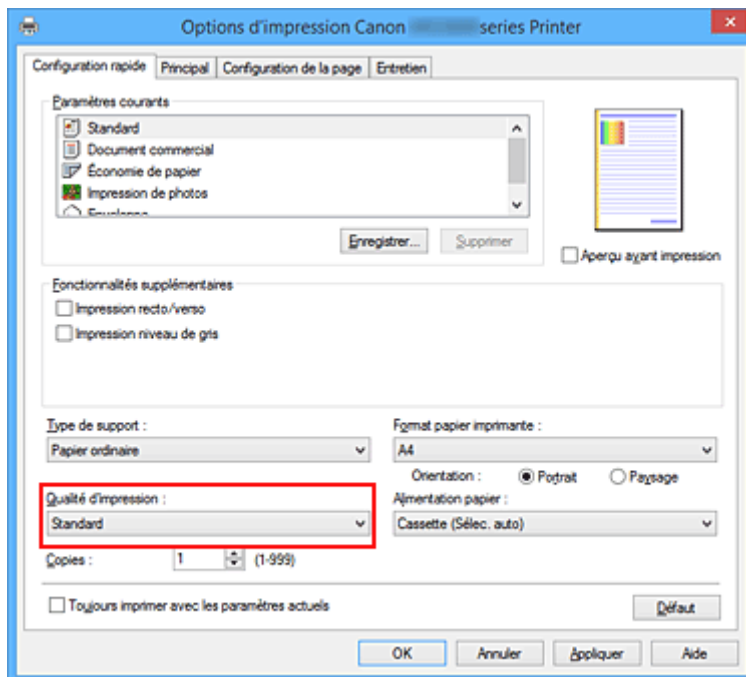 Options d'impression Canon series Printer
Configuration rapide Principal Configuration de la page Entretien
Paramètres courants
Standard
Document commercial
Économie de papier
Impression de photos
Enregistrer... Supprimer
Aperçu avant impression
Fonctionnalités supplémentaires
Impression recto/verso
Impression niveau de gris
Type de support : Format papier imprimante :
Papier ordinaire A4
Orientation : Portrait Paysage
Qualité d'impression : Alimentation papier :
Standard Cassette (Sélec. auto)
Copies : 1 (1-999)
Toujours imprimer avec les paramètres actuels Défaut
OK Annuler Appliquer Aide